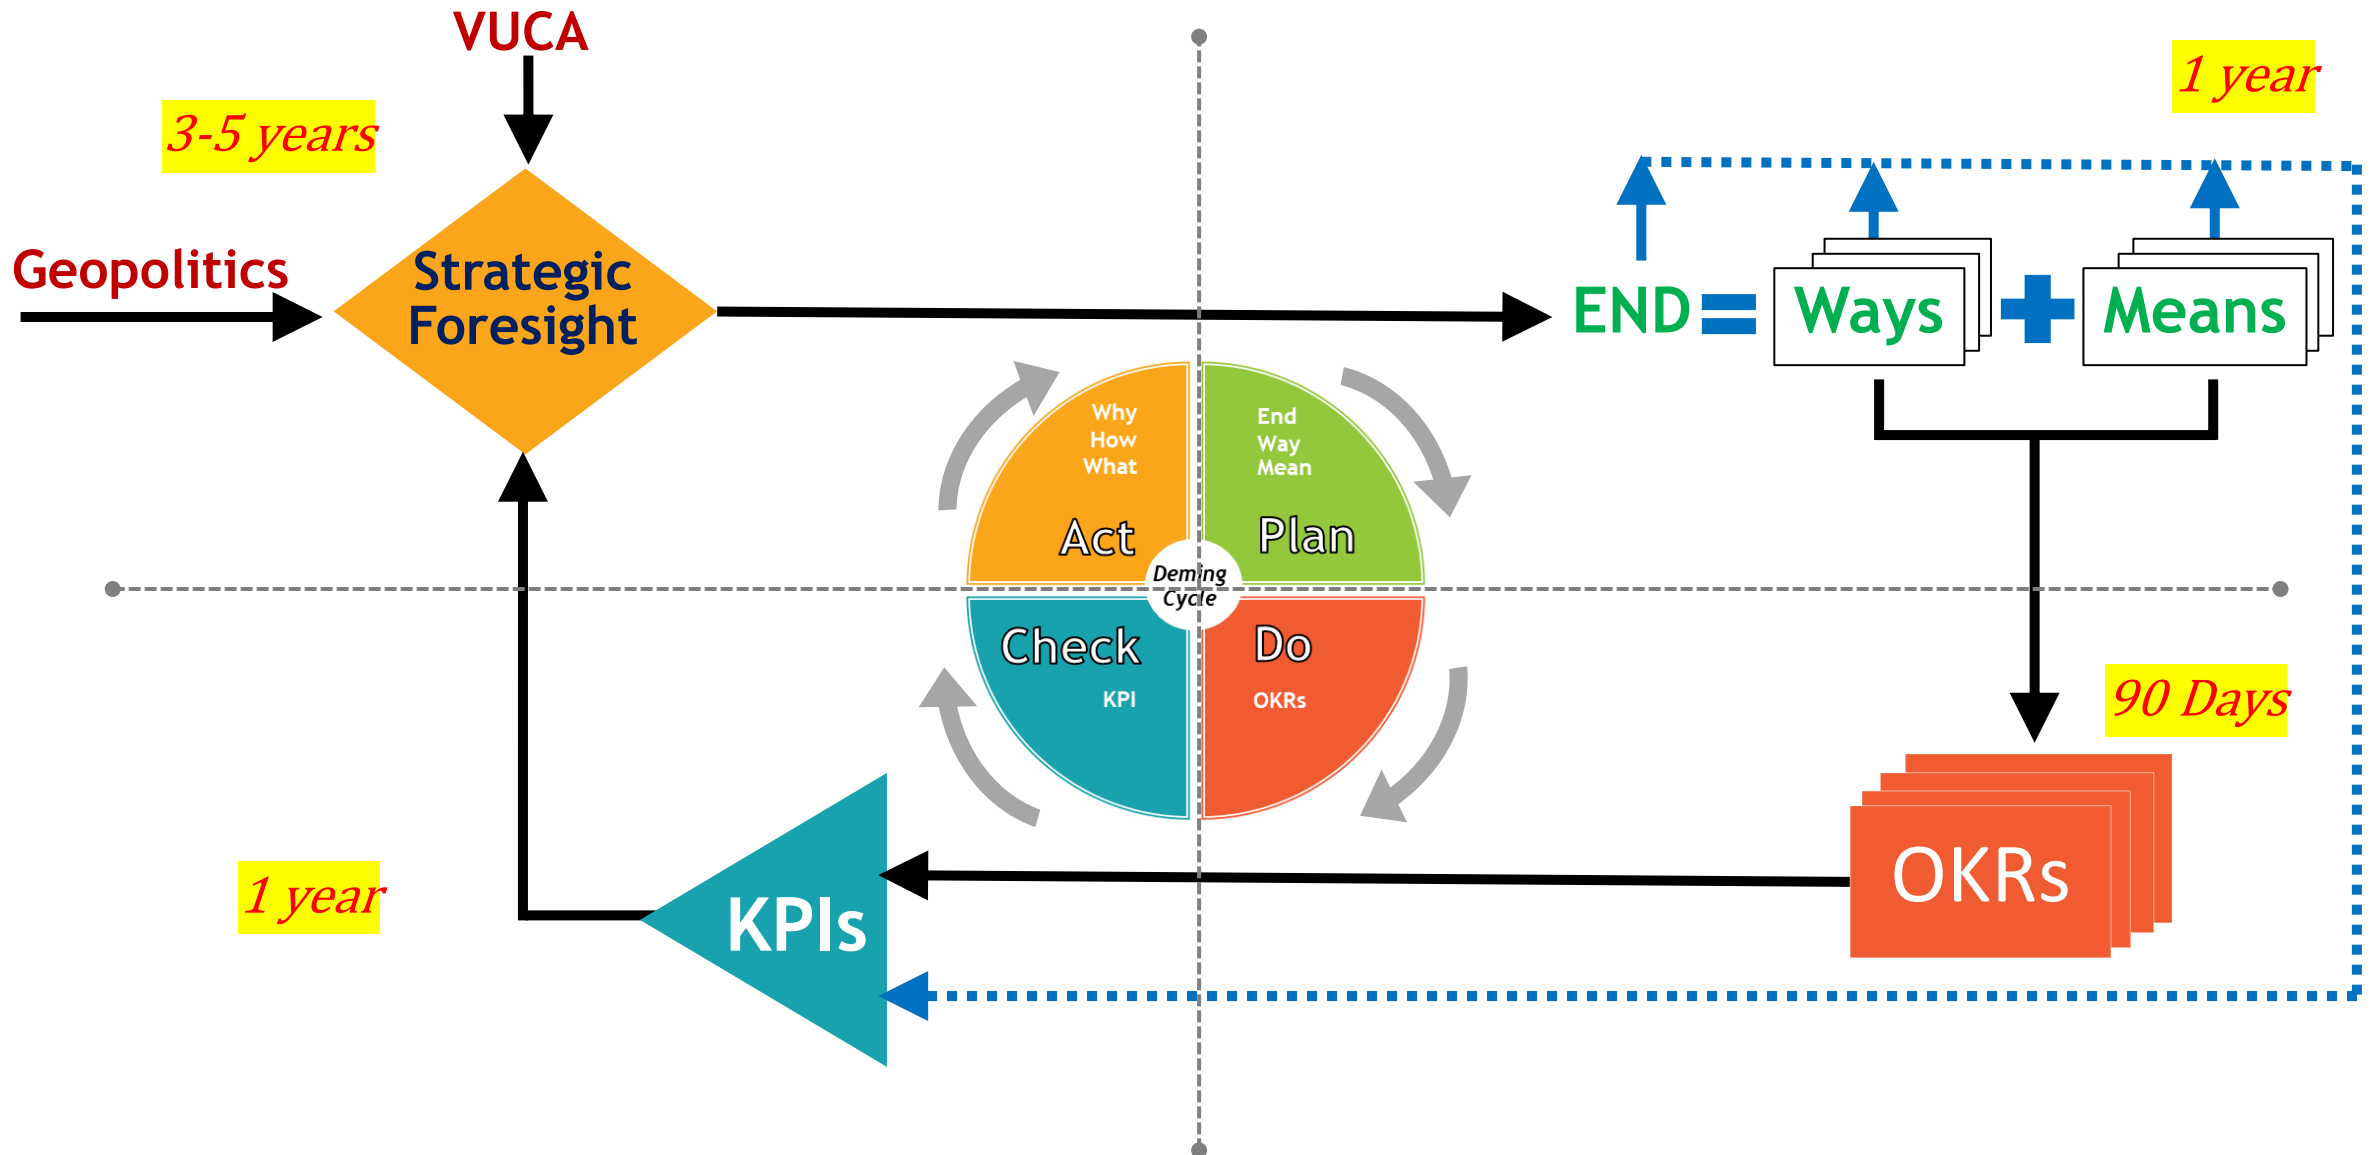 VUCA
3-5 years
1 year
Geopolitics
Strategic
Foresight
END = Ways + Means
Why
How
What
Act
End
Way
Mean
Plan
Deming
Cycle
Check
KPI
Do
OKRs
90 Days
OKRs
1 year
KPIs